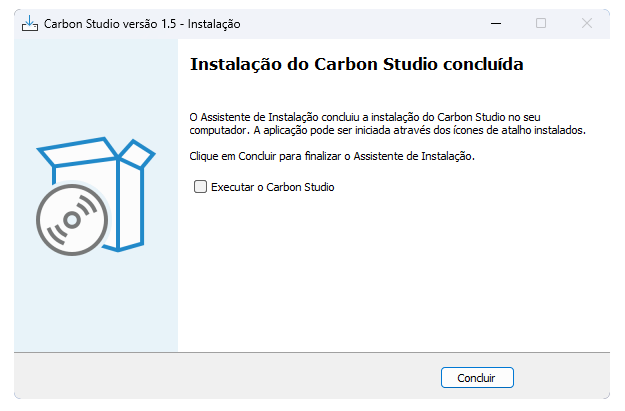 Carbon Studio versão 1.5 - Instalação
Instalação do Carbon Studio concluída
O Assistente de Instalação concluiu a instalação do Carbon Studio no seu
computador. A aplicação pode ser iniciada através dos ícones de atalho instalados.
Clique em Concluir para finalizar o Assistente de Instalação.
Executar o Carbon Studio
Concluir